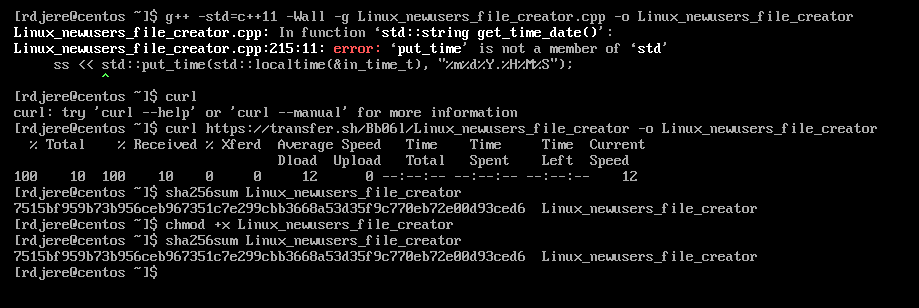 [rdjere@centos ~]$ g++ -std=c++11 -Wall -g Linux_newusers_file_creator.cpp -o Linux_newusers_file_creator
Linux_newusers_file_creator.cpp: In function ‘std::string get_time_date()’:
Linux_newusers_file_creator.cpp:215:11: error: ‘put_time’ is not a member of ‘std’
     ss << std::put_time(std::localtime(&in_time_t), "%m%d%Y.%H%M%S");
           ^
[rdjere@centos ~]$ curl
curl: try 'curl --help' or 'curl --manual' for more information
[rdjere@centos ~]$ curl https://transfer.sh/Bb06l/Linux_newusers_file_creator -o Linux_newusers_file_creator
  % Total    % Received % Xferd  Average Speed   Time    Time     Time  Current
                                 Dload  Upload   Total   Spent    Left  Speed
100    10  100    10    0     0     12      0 --:--:-- --:--:-- --:--:--    12
[rdjere@centos ~]$ sha256sum Linux_newusers_file_creator
7515bf959b73b956ceb967351c7e299cbb3668a53d35f9c770eb72e00d93ced6  Linux_newusers_file_creator
[rdjere@centos ~]$ chmod +x Linux_newusers_file_creator
[rdjere@centos ~]$ sha256sum Linux_newusers_file_creator
7515bf959b73b956ceb967351c7e299cbb3668a53d35f9c770eb72e00d93ced6  Linux_newusers_file_creator
[rdjere@centos ~]$